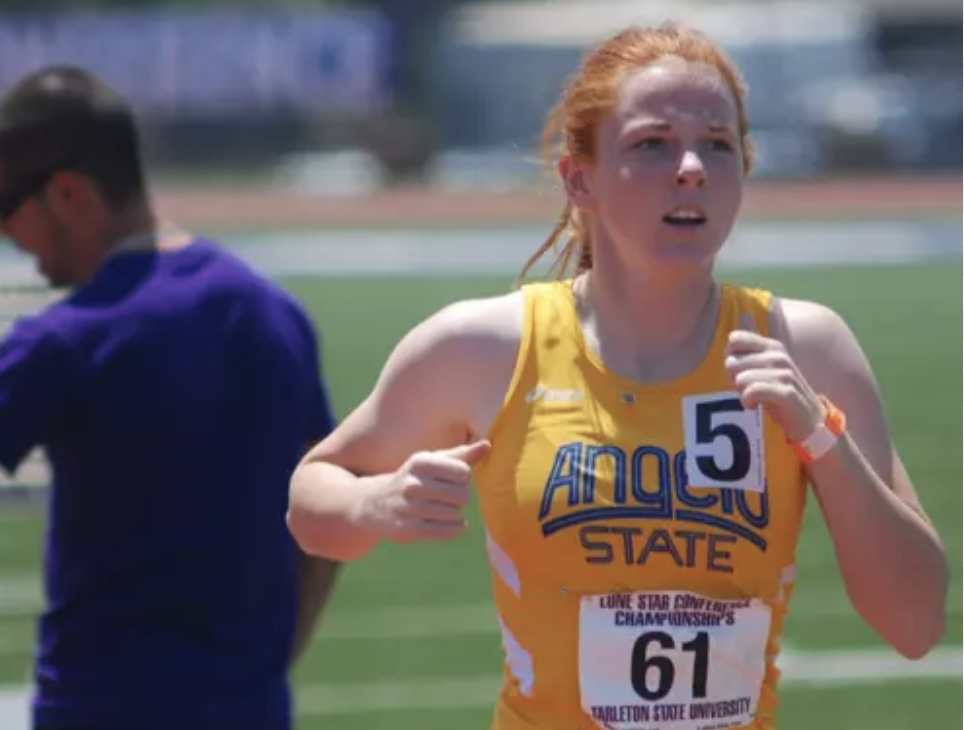 5
Angelo
STATE
LONE STAR CONFERENCE
CHAMPIONSHIPS
61
TARLETON STATE UNIVERSITY